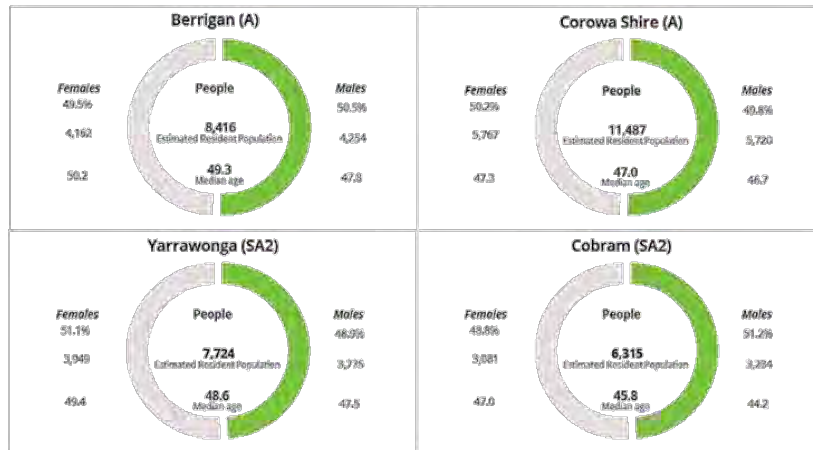 Berrigan (A)
Females
49.5%
4,162
50.2
People
8,416
Estimated Resident Population
49.3
Median age
Males
50.5%
4,254
47.8
Corowa Shire (A)
Females
50.2%
5,767
47.3
People
11,487
Estimated Resident Population
47.0
Median age
Males
49.8%
5,720
46.7
Yarrawonga (SA2)
Females
51.1%
3,949
49.4
People
7,724
Estimated Resident Population
48.6
Median age
Males
48.9%
3,775
47.5
Cobram (SA2)
Females
48.8%
3,081
47.0
People
6,315
Estimated Resident Population
45.8
Median age
Males
51.2%
3,234
44.2